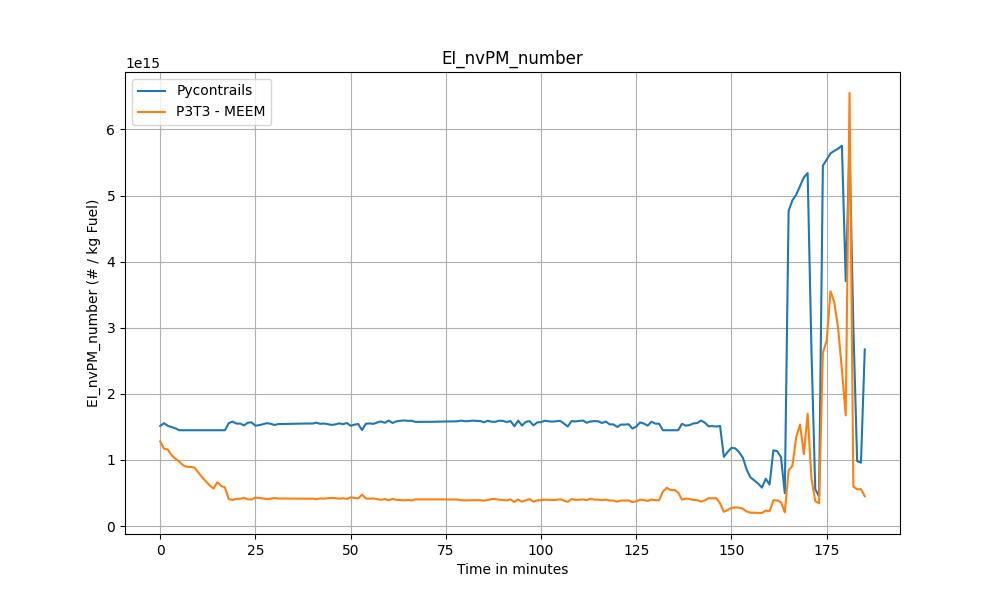 EI_nvPM_number
1e15
Pycontrails
P3T3 - MEEM
6
5
4
3
2
1
0
EI_nvPM_number (# / kg Fuel)
0 25 50 75 100 125 150 175
Time in minutes